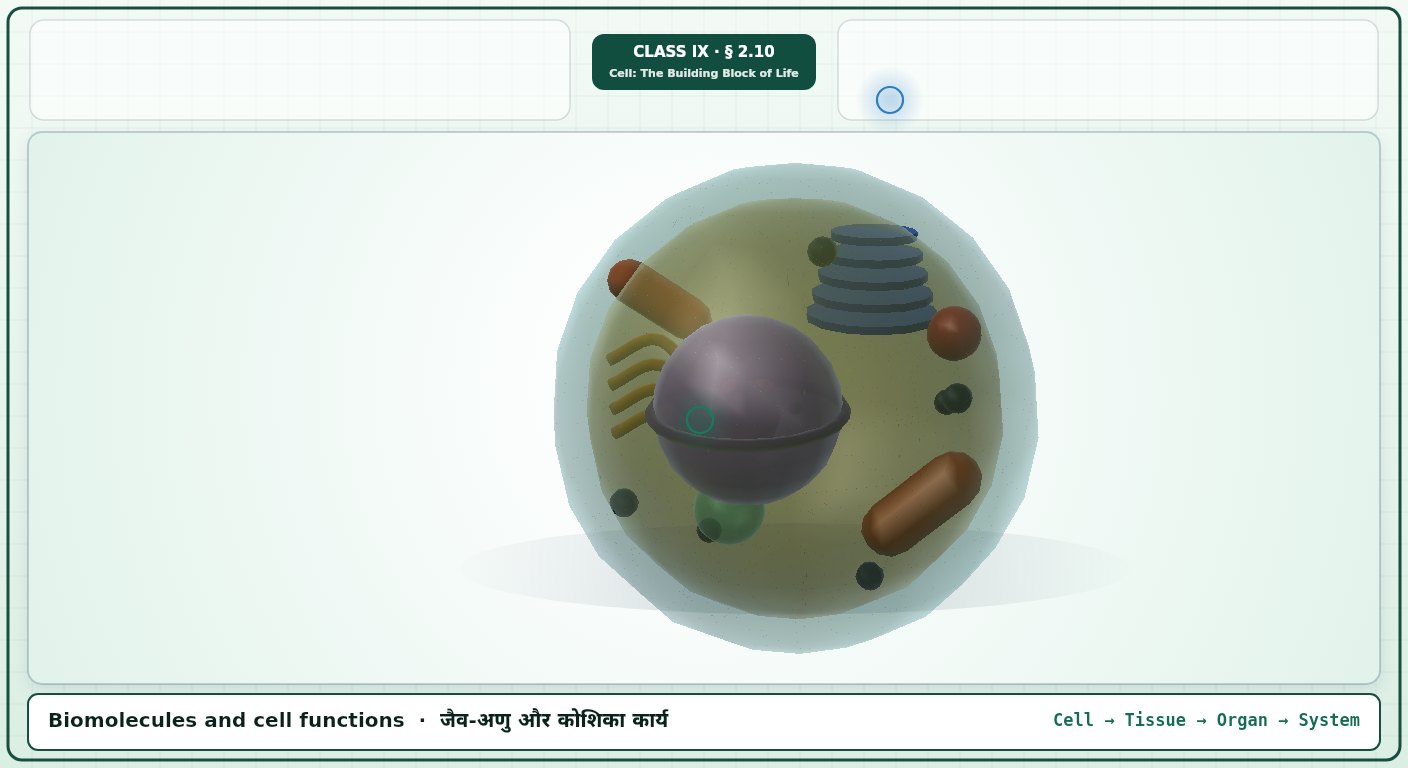 CLASS IX · § 2.10
Cell: The Building Block of Life
Biomolecules and cell functions · जैव-अणु और कोशिका कार्य
Cell → Tissue → Organ → System